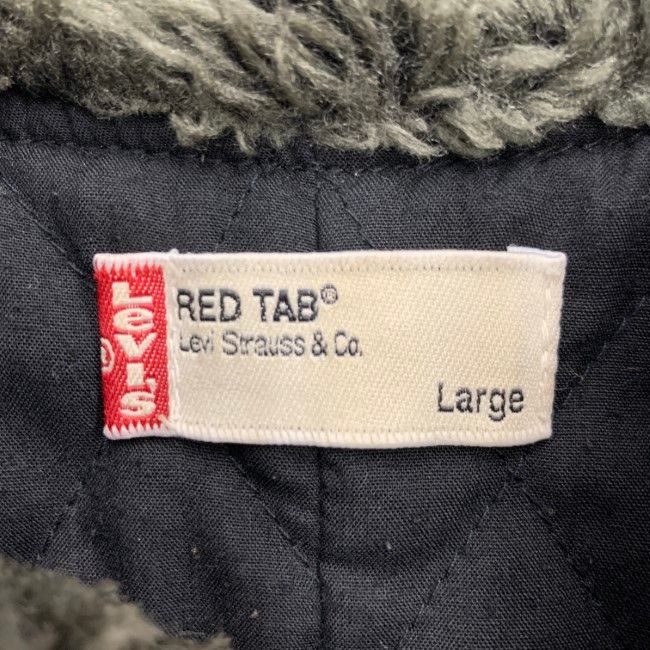 LEVI'S®
RED TAB®
Levi Strauss & Co.
Large